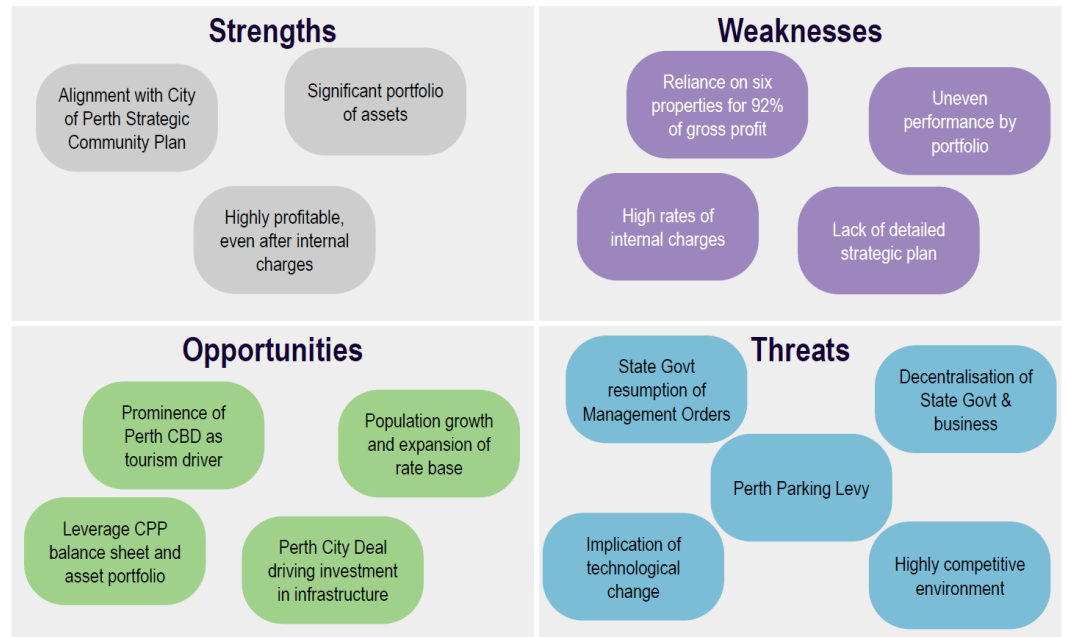 Strengths
Alignment with City
of Perth Strategic
Community Plan
Significant portfolio
of assets
Highly profitable,
even after internal
charges
Weaknesses
Reliance on six
properties for 92%
of gross profit
Uneven
performance by
portfolio
High rates of
internal charges
Lack of detailed
strategic plan
Opportunities
Prominence of
Perth CBD as
tourism driver
Population growth
and expansion of
rate base
Leverage CPP
balance sheet and
asset portfolio
Perth City Deal
driving investment
in infrastructure
Threats
State Govt
resumption of
Management Orders
Decentralisation of
State Govt &
business
Perth Parking Levy
Implication of
technological
change
Highly competitive
environment